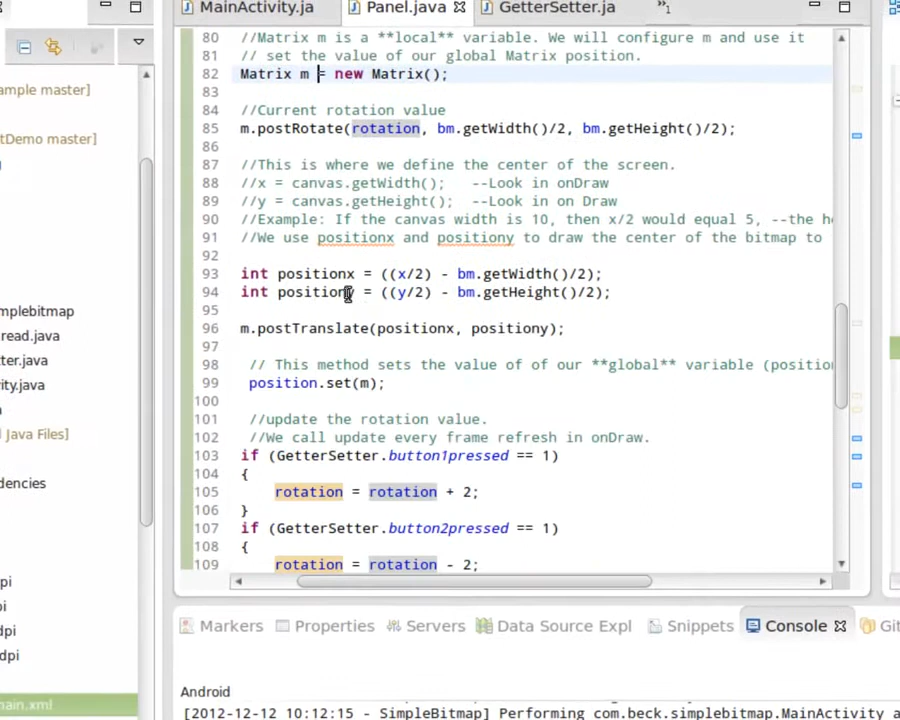 MainActivity.ja
Panel.java
GetterSetter.ja
1
ample master]
tDemo master]
mplebitmap
read.java
ter.java
ivity.java
Java Files]
endencies
pi
pi
dpi
dpi
ain.xml
80 //Matrix m is a **local** variable. We will configure m and use it
81 // set the value of our global Matrix position.
82 Matrix m = new Matrix();
83
84 //Current rotation value
85 m.postRotate(rotation, bm.getWidth()/2, bm.getHeight()/2);
86
87 //This is where we define the center of the screen.
88 //x = canvas.getWidth();   --Look in onDraw
89 //y = canvas.getHeight();  --Look in on Draw
90 //Example: If the canvas width is 10, then x/2 would equal 5, --the h
91 //We use positionx and positiony to draw the center of the bitmap to
92
93 int positionx = ((x/2) - bm.getWidth()/2);
94 int positiony = ((y/2) - bm.getHeight()/2);
95
96 m.postTranslate(positionx, positiony);
97
98 // This method sets the value of of our **global** variable (position
99 position.set(m);
100
101 //update the rotation value.
102 //We call update every frame refresh in onDraw.
103 if (GetterSetter.button1pressed == 1)
104 {
105 rotation = rotation + 2;
106 }
107 if (GetterSetter.button2pressed == 1)
108 {
109 rotation = rotation - 2;
Markers
Properties
Servers
Data Source Expl
Snippets
Console
Git
Android
[2012-12-12 10:12:15 - SimpleBitmap] Performing com.beck.simplebitmap.MainActivity a